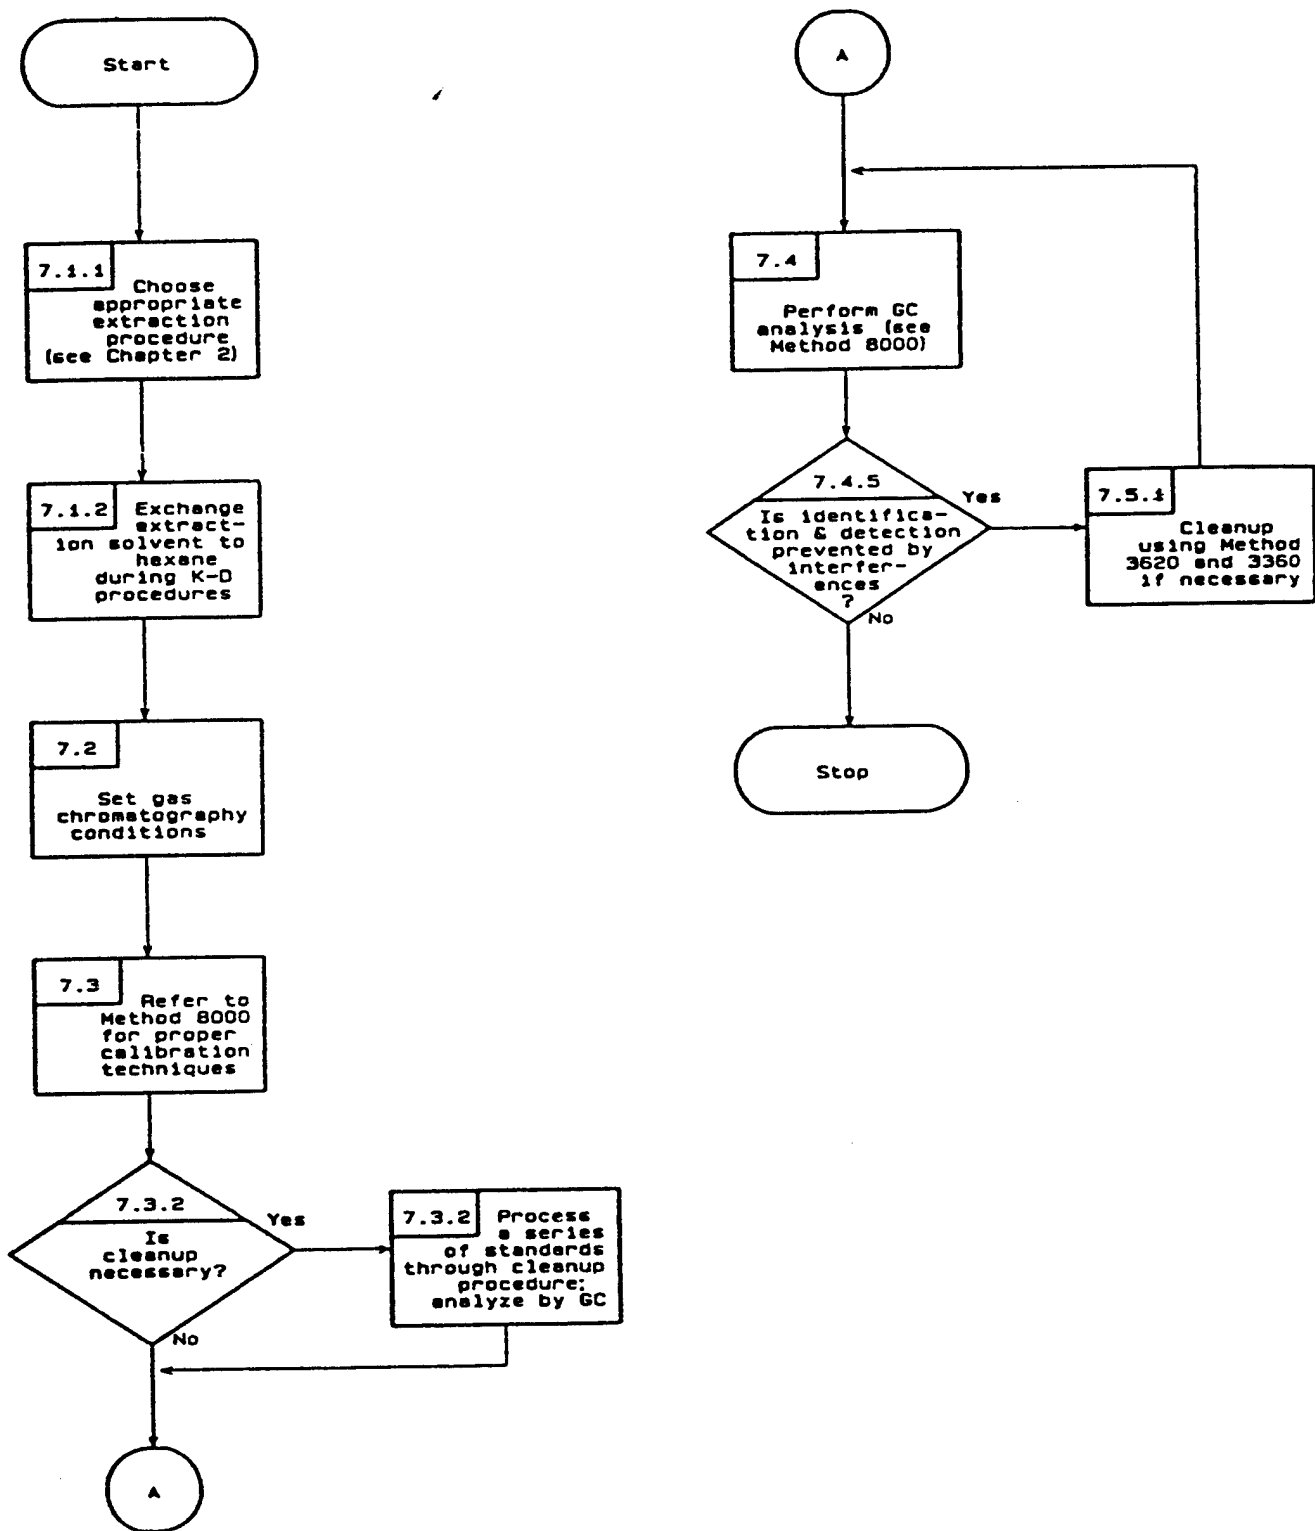 Start
7.1.1
Choose
appropriate
extraction
procedure
(see Chapter 2)
7.1.2 Exchange
extract-
ion solvent to
hexane
during K-D
procedures
7.2
Set gas
chromatography
conditions
7.3
Refer to
Method 8000
for proper
calibration
techniques
7.3.2
Is
cleanup
necessary?
Yes
No
7.3.2 Process
a series
of standards
through cleanup
procedure;
analyze by GC
A
A
7.4
Perform GC
analysis (see
Method 8000)
7.4.5
Is identifica-
tion & detection
prevented by
interfer-
ences
?
Yes
No
7.5.1
Cleanup
using Method
3620 and 3360
if necessary
Stop